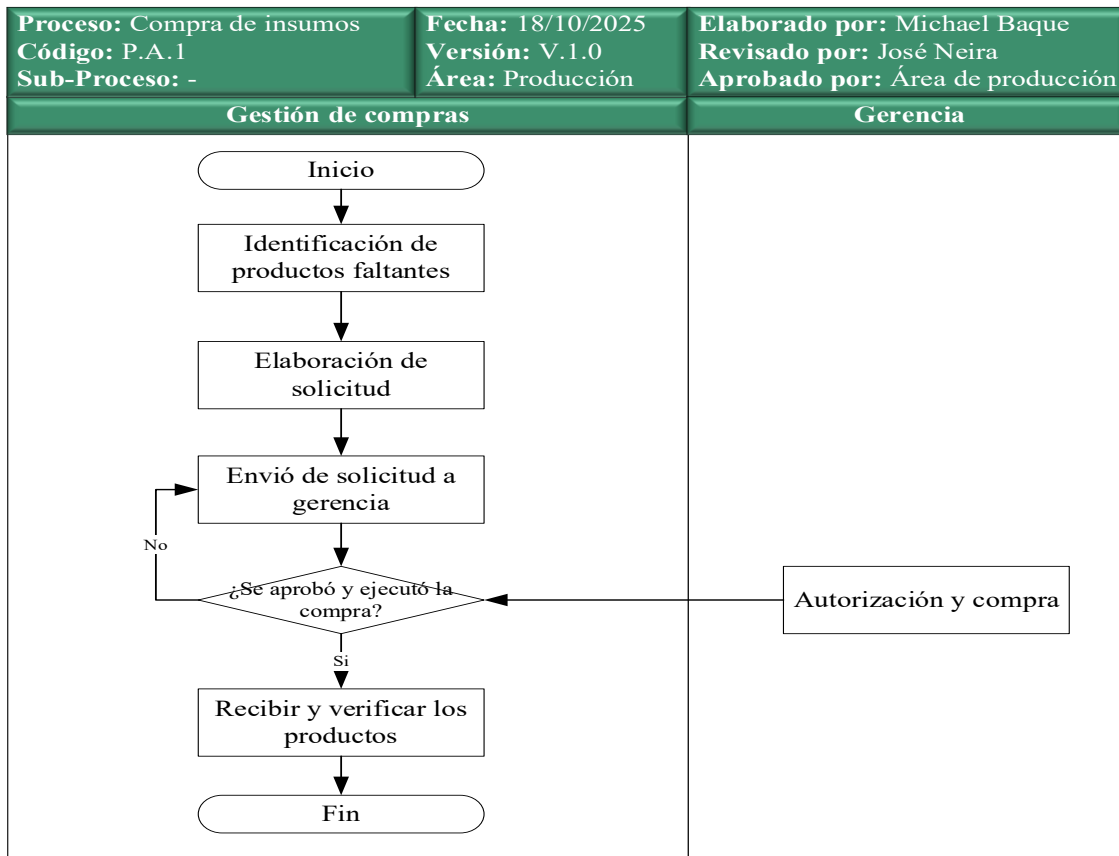 Proceso: Compra de insumos
Código: P.A.1
Sub-Proceso: -
Fecha: 18/10/2025
Versión: V.1.0
Área: Producción
Elaborado por: Michael Baque
Revisado por: José Neira
Aprobado por: Área de producción
Gestión de compras
Gerencia
Inicio
Identificación de
productos faltantes
Elaboración de
solicitud
Envió de solicitud a
gerencia
No
¿Se aprobó y ejecutó la
compra?
Autorización y compra
Si
Recibir y verificar los
productos
Fin